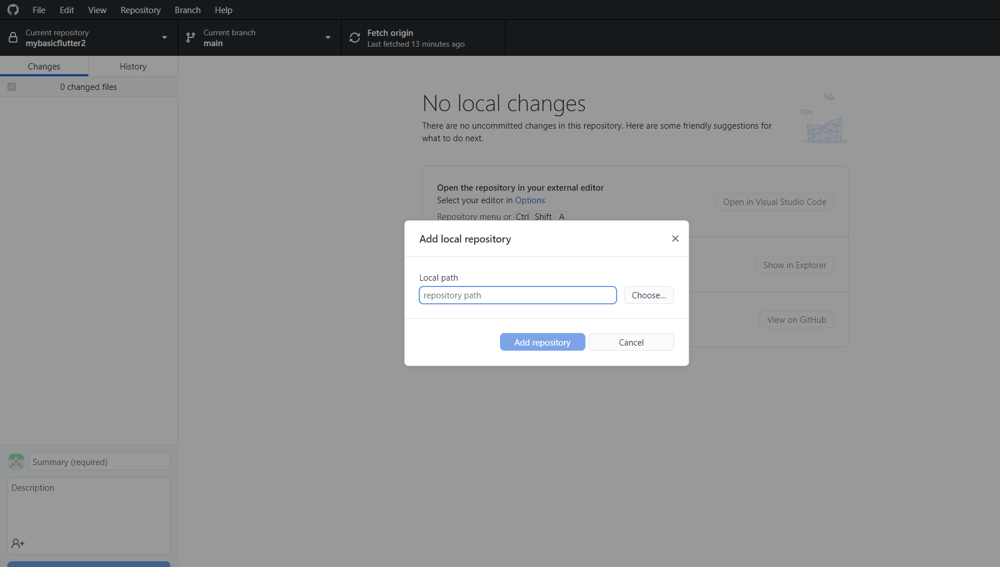 File Edit View Repository Branch Help
Current repository
mybasicflutter2
Current branch
main
Fetch origin
Last fetched 13 minutes ago
Changes
History
0 changed files
No local changes
There are no uncommitted changes in this repository. Here are some friendly suggestions for
what to do next.
Open the repository in your external editor
Select your editor in Options
Repository menu or Ctrl Shift A
Open in Visual Studio Code
Add local repository
Local path
repository path
Choose...
Add repository
Cancel
Show in Explorer
View on GitHub
Summary (required)
Description